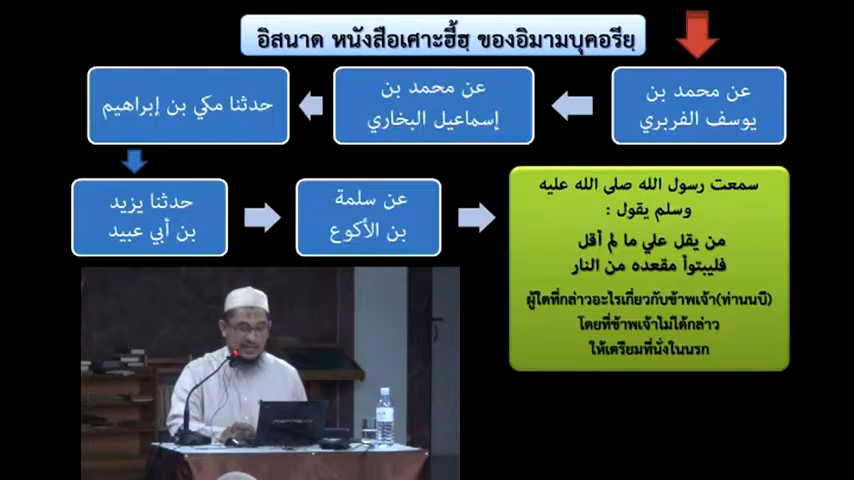 อิสนาด หนังสือเศาะฮี้ฮฺ ของอิมามบุคอรียฺ
عن محمد بن
يوسف الفربري
عن محمد بن
إسماعيل البخاري
حدثنا مكي بن إبراهيم
حدثنا يزيد
بن أبي عبيد
عن سلمة
بن الأكوع
سمعت رسول الله صلى الله عليه
وسلم يقول :
من يقل علي ما لم أقل
فليبتوأ مقعده من النار
ผู้ใดที่กล่าวอะไรเกี่ยวกับข้าพเจ้า(ท่านนบี)
โดยที่ข้าพเจ้าไม่ได้กล่าว
ให้เตรียมที่นั่งในนรก